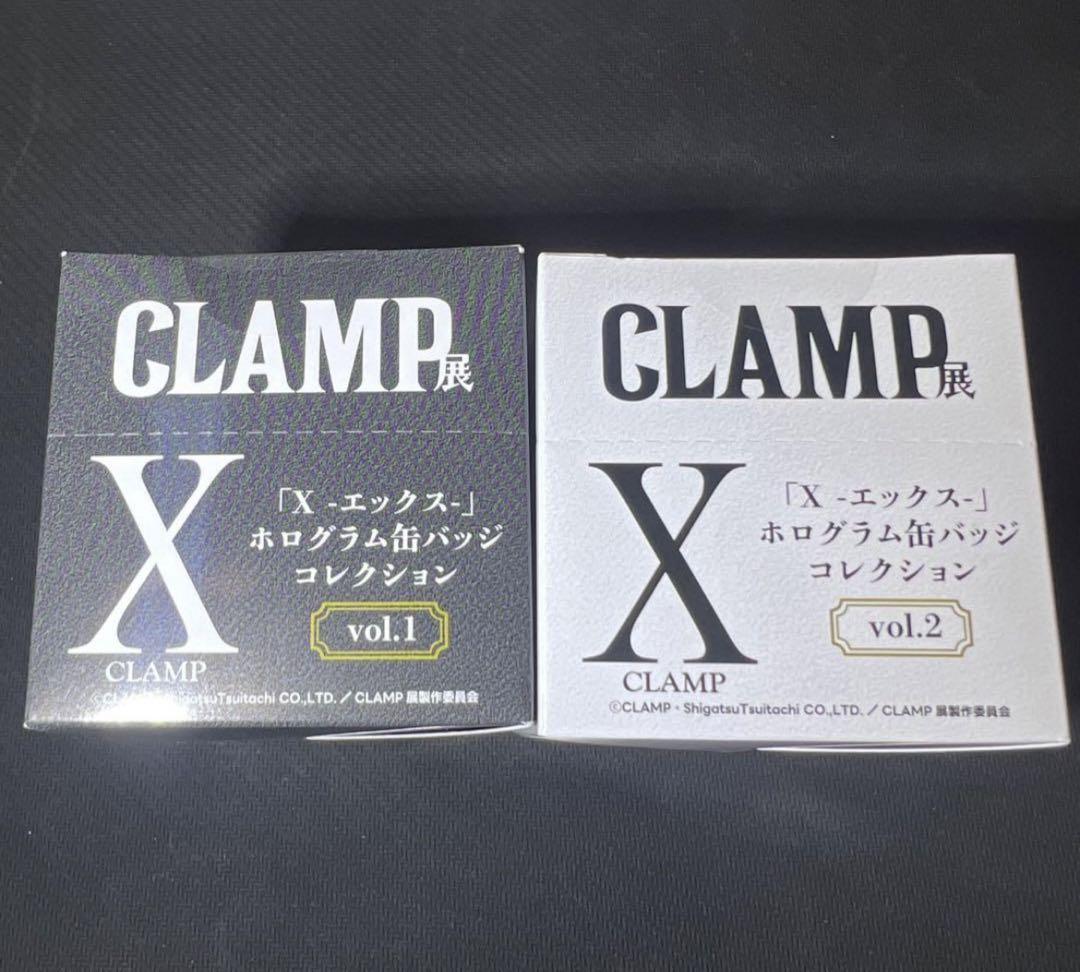 CLAMP展
X
CLAMP
「X -エックス-」
ホログラム缶バッジ
コレクション
vol.1
©CLAMP・ShigatsuTsuitachi CO.,LTD.／CLAMP 展製作委員会
CLAMP展
X
CLAMP
「X -エックス-」
ホログラム缶バッジ
コレクション
vol.2
©CLAMP・ShigatsuTsuitachi CO.,LTD.／CLAMP 展製作委員会